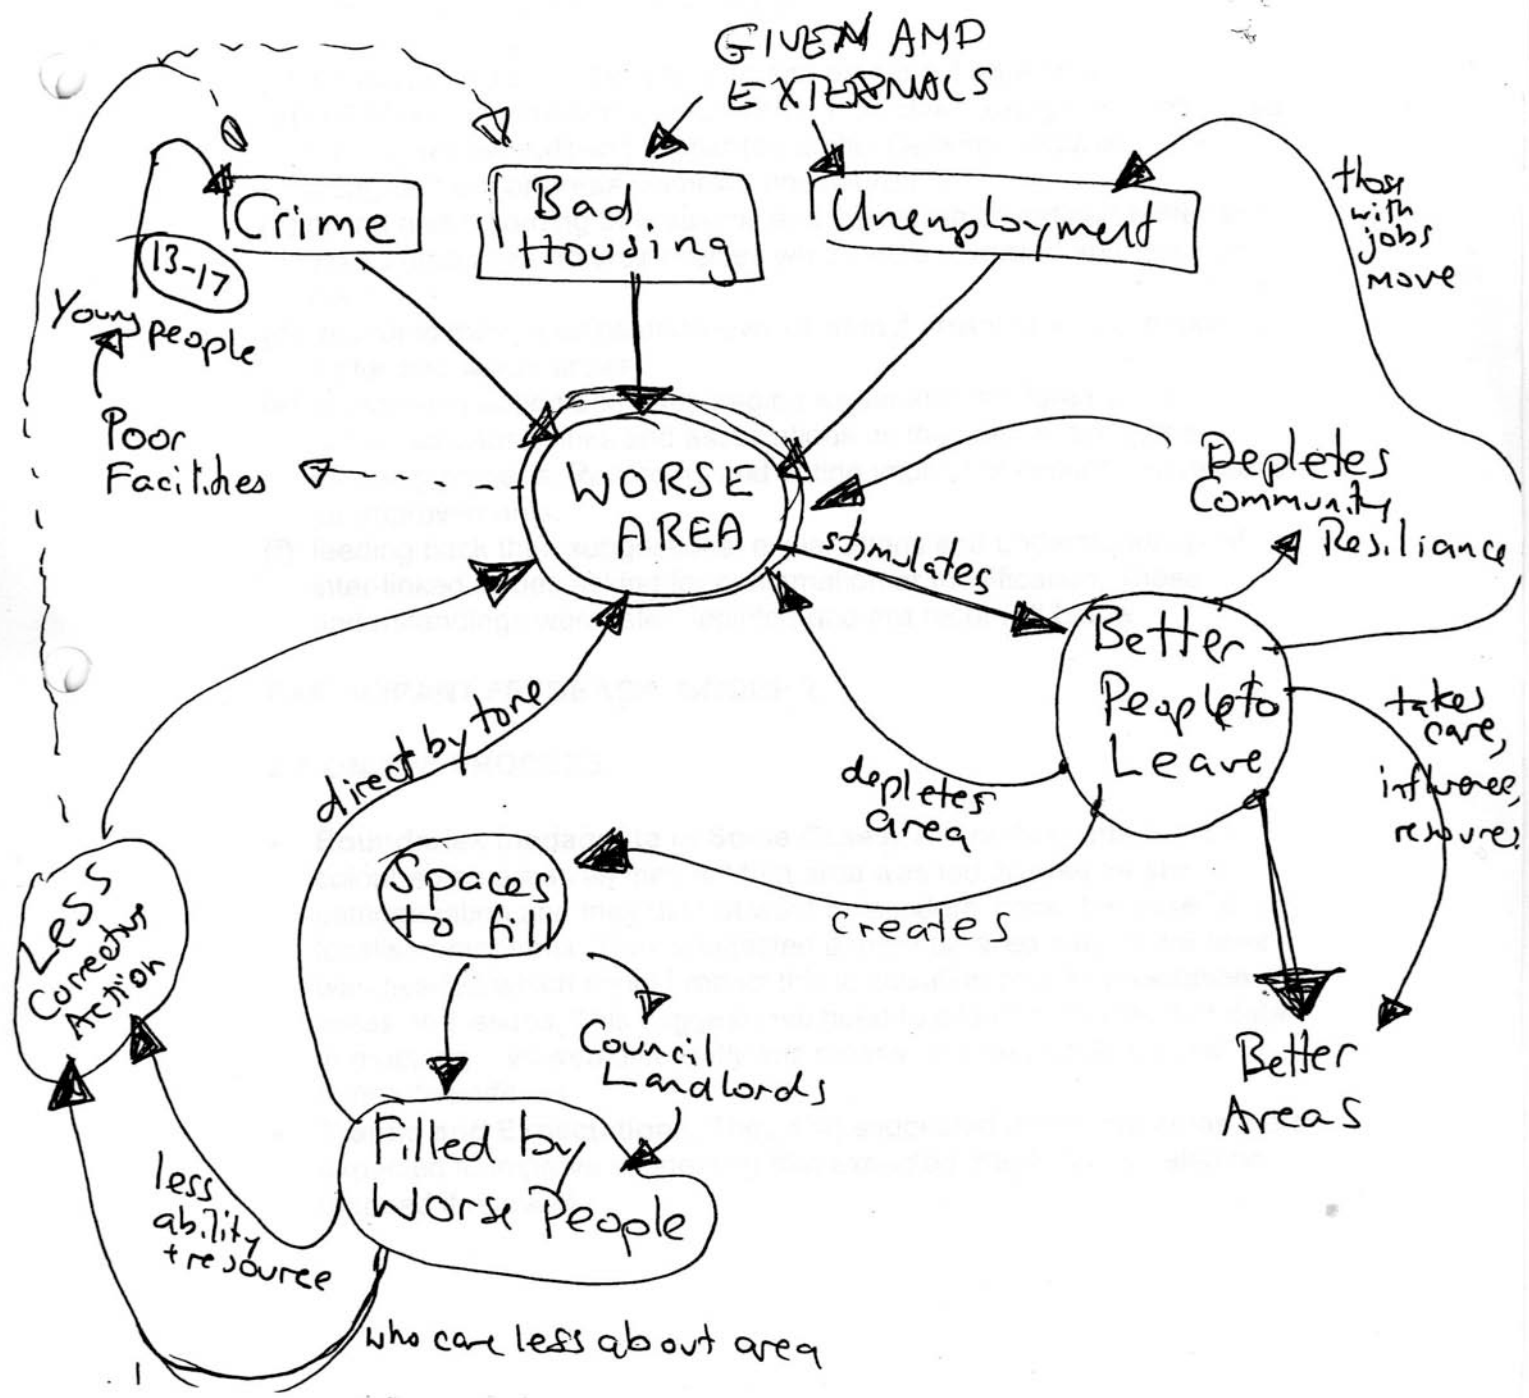 GIVEN AND
EXTERNALS
Crime
Bad
Housing
Unemployment
those
with
jobs
move
13-17
Young
people
Poor
Facilities
WORSE
AREA
Depletes
Community
Resiliance
stimulates
Better
People to
Leave
takes
care,
influence,
resources
direct by tone
depletes
area
Spaces
to fill
creates
Less
Corrective
Action
Council
Landlords
Better
Areas
Filled by
Worse People
less
ability
+ resource
who care less about area